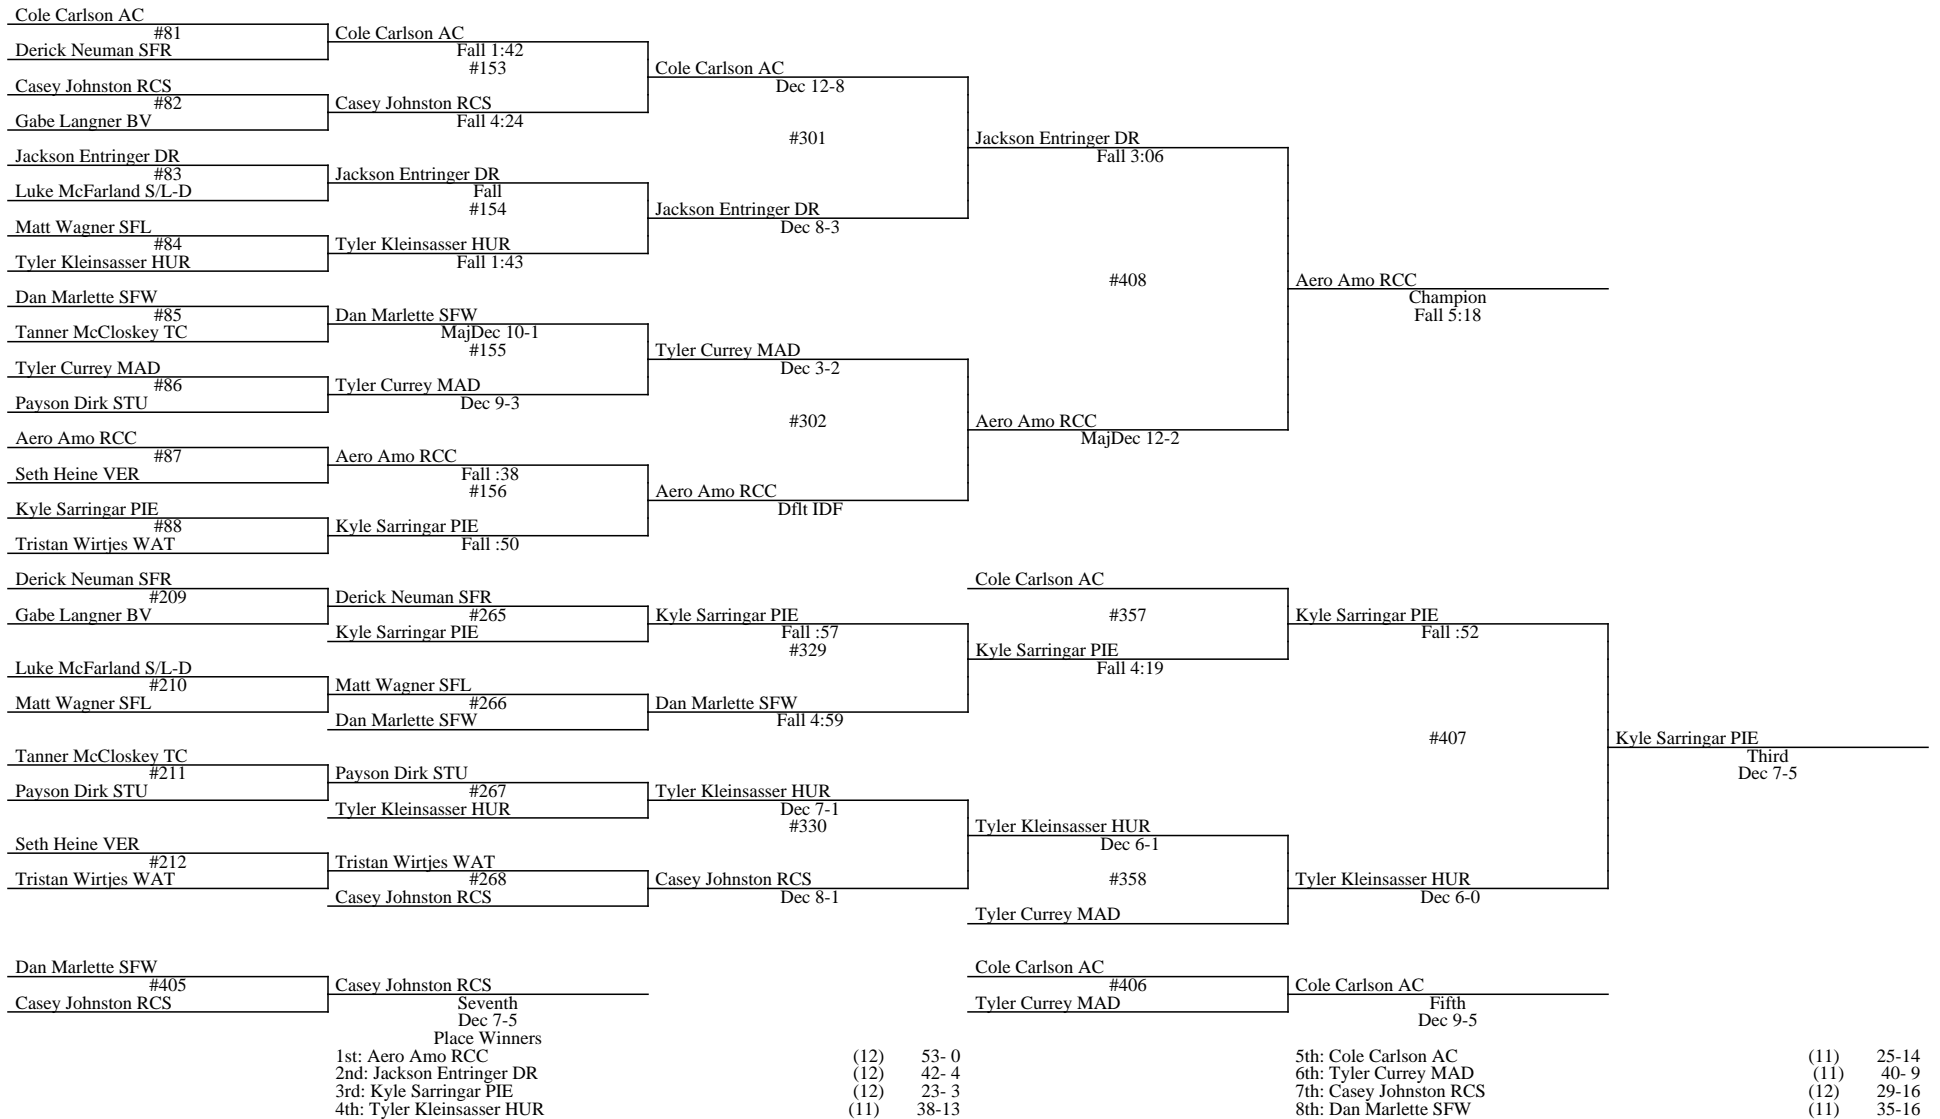 Cole Carlson AC
#81
Derick Neuman SFR
Casey Johnston RCS
#82
Gabe Langner BV
Jackson Entringer DR
#83
Luke McFarland S/L-D
Matt Wagner SFL
#84
Tyler Kleinsasser HUR
Dan Marlette SFW
#85
Tanner McCloskey TC
Tyler Currey MAD
#86
Payson Dirk STU
Aero Amo RCC
#87
Seth Heine VER
Kyle Sarringar PIE
#88
Tristan Wirtjes WAT
Cole Carlson AC
Fall 1:42
#153
Casey Johnston RCS
Fall 4:24
Jackson Entringer DR
Fall
#154
Tyler Kleinsasser HUR
Fall 1:43
Dan Marlette SFW
MajDec 10-1
#155
Tyler Currey MAD
Dec 9-3
Aero Amo RCC
Fall :38
#156
Kyle Sarringar PIE
Fall :50
Cole Carlson AC
Dec 12-8
#301
Jackson Entringer DR
Dec 8-3
Tyler Currey MAD
Dec 3-2
#302
Aero Amo RCC
Dflt IDF
Jackson Entringer DR
Fall 3:06
#408
Aero Amo RCC
MajDec 12-2
Aero Amo RCC
Champion
Fall 5:18
Derick Neuman SFR
#209
Gabe Langner BV
Luke McFarland S/L-D
#210
Matt Wagner SFL
Tanner McCloskey TC
#211
Payson Dirk STU
Seth Heine VER
#212
Tristan Wirtjes WAT
Derick Neuman SFR
#265
Kyle Sarringar PIE
Matt Wagner SFL
#266
Dan Marlette SFW
Payson Dirk STU
#267
Tyler Kleinsasser HUR
Tristan Wirtjes WAT
#268
Casey Johnston RCS
Kyle Sarringar PIE
Fall :57
#329
Dan Marlette SFW
Fall 4:59
Tyler Kleinsasser HUR
Dec 7-1
#330
Casey Johnston RCS
Dec 8-1
Cole Carlson AC
#357
Kyle Sarringar PIE
Fall 4:19
Tyler Kleinsasser HUR
Dec 6-1
#358
Tyler Currey MAD
Kyle Sarringar PIE
Fall :52
#407
Tyler Kleinsasser HUR
Dec 6-0
Kyle Sarringar PIE
Third
Dec 7-5
Dan Marlette SFW
#405
Casey Johnston RCS
Casey Johnston RCS
Seventh
Dec 7-5
Cole Carlson AC
#406
Tyler Currey MAD
Cole Carlson AC
Fifth
Dec 9-5
Place Winners
1st: Aero Amo RCC (12) 53- 0
2nd: Jackson Entringer DR (12) 42- 4
3rd: Kyle Sarringar PIE (12) 23- 3
4th: Tyler Kleinsasser HUR (11) 38-13
5th: Cole Carlson AC (11) 25-14
6th: Tyler Currey MAD (11) 40- 9
7th: Casey Johnston RCS (12) 29-16
8th: Dan Marlette SFW (11) 35-16